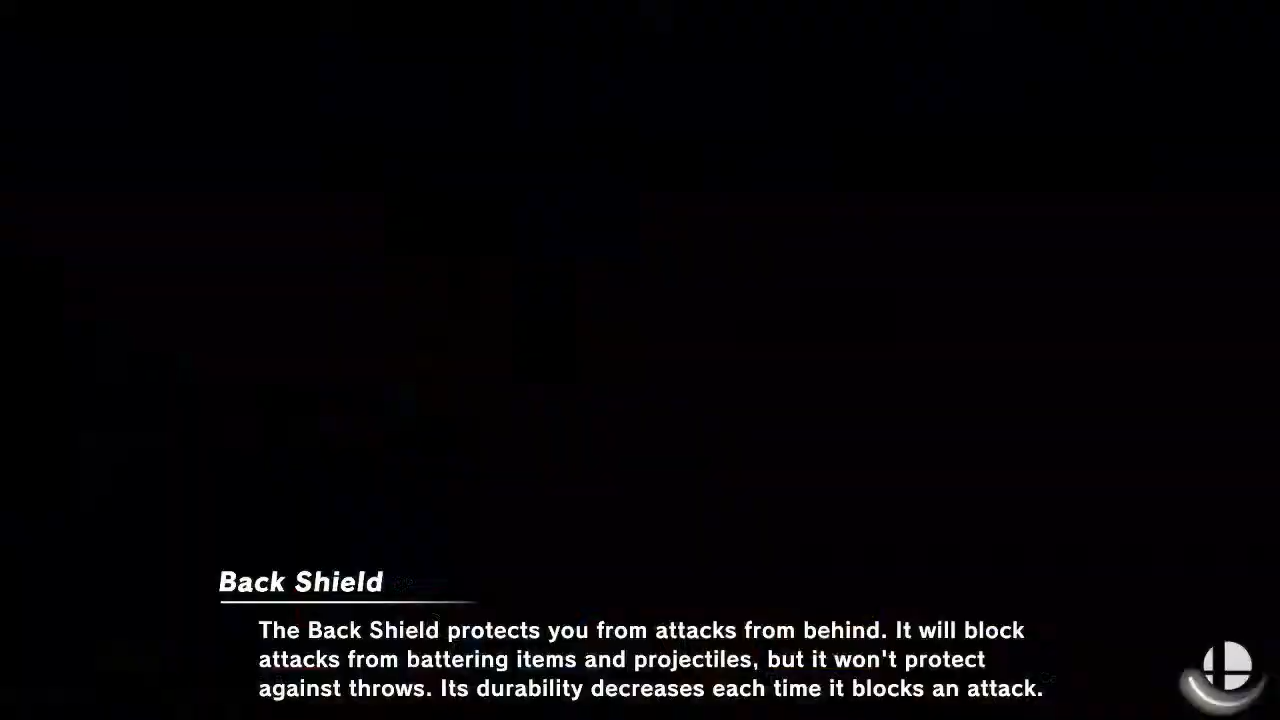 Back Shield
The Back Shield protects you from attacks from behind. It will block
attacks from battering items and projectiles, but it won't protect
against throws. Its durability decreases each time it blocks an attack.